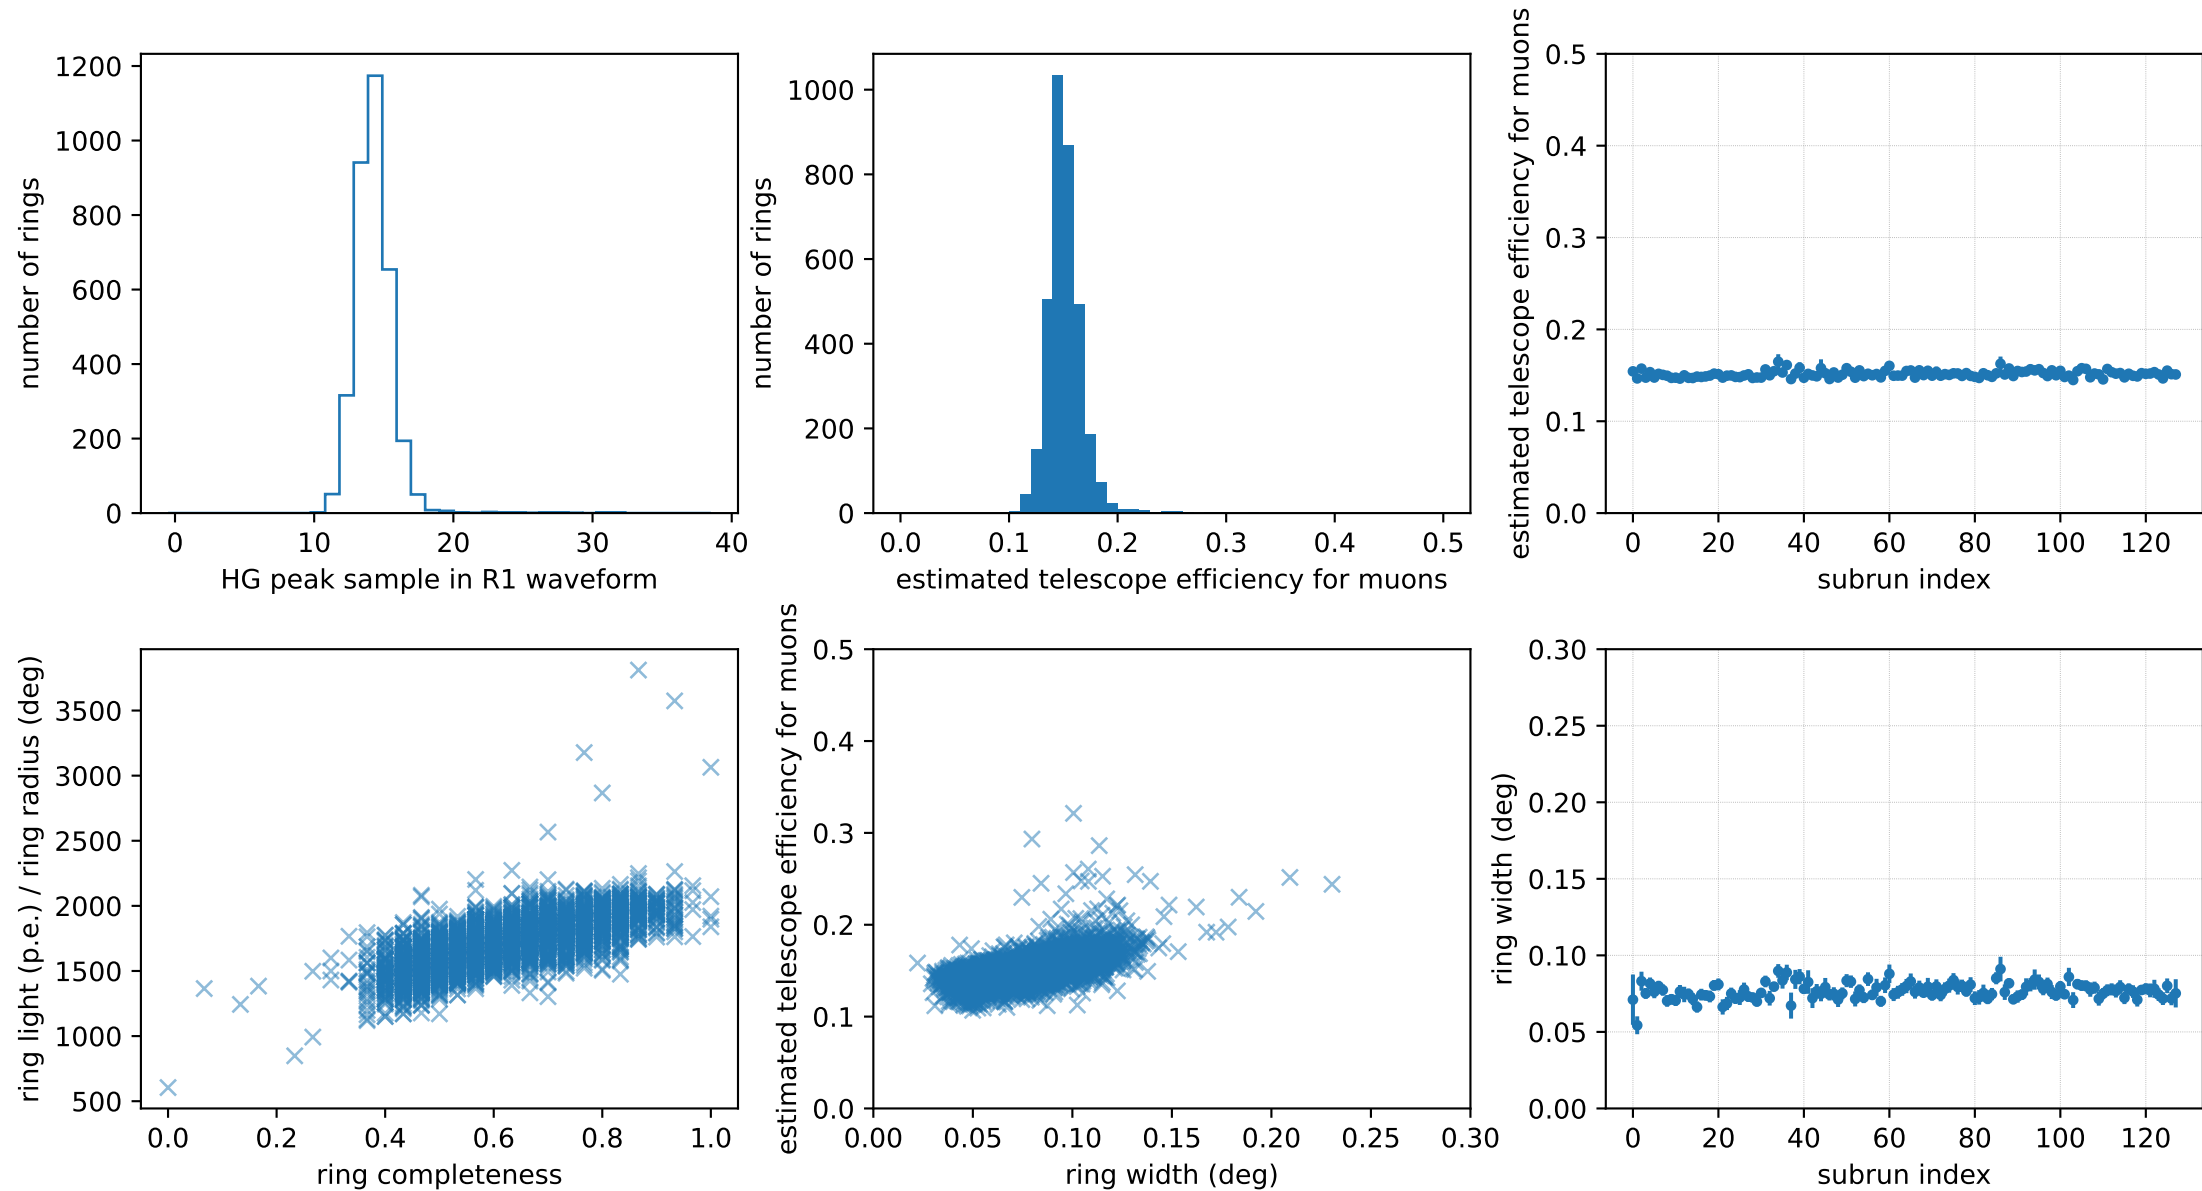 number of rings
1200
1000
800
600
400
200
0
0 10 20 30 40
HG peak sample in R1 waveform
number of rings
1000
800
600
400
200
0
0.0 0.1 0.2 0.3 0.4 0.5
estimated telescope efficiency for muons
estimated telescope efficiency for muons
0.5
0.4
0.3
0.2
0.1
0.0
0 20 40 60 80 100 120
subrun index
ring light (p.e.) / ring radius (deg)
3500
3000
2500
2000
1500
1000
500
0.0 0.2 0.4 0.6 0.8 1.0
ring completeness
estimated telescope efficiency for muons
0.5
0.4
0.3
0.2
0.1
0.0
0.00 0.05 0.10 0.15 0.20 0.25 0.30
ring width (deg)
ring width (deg)
0.30
0.25
0.20
0.15
0.10
0.05
0.00
0 20 40 60 80 100 120
subrun index